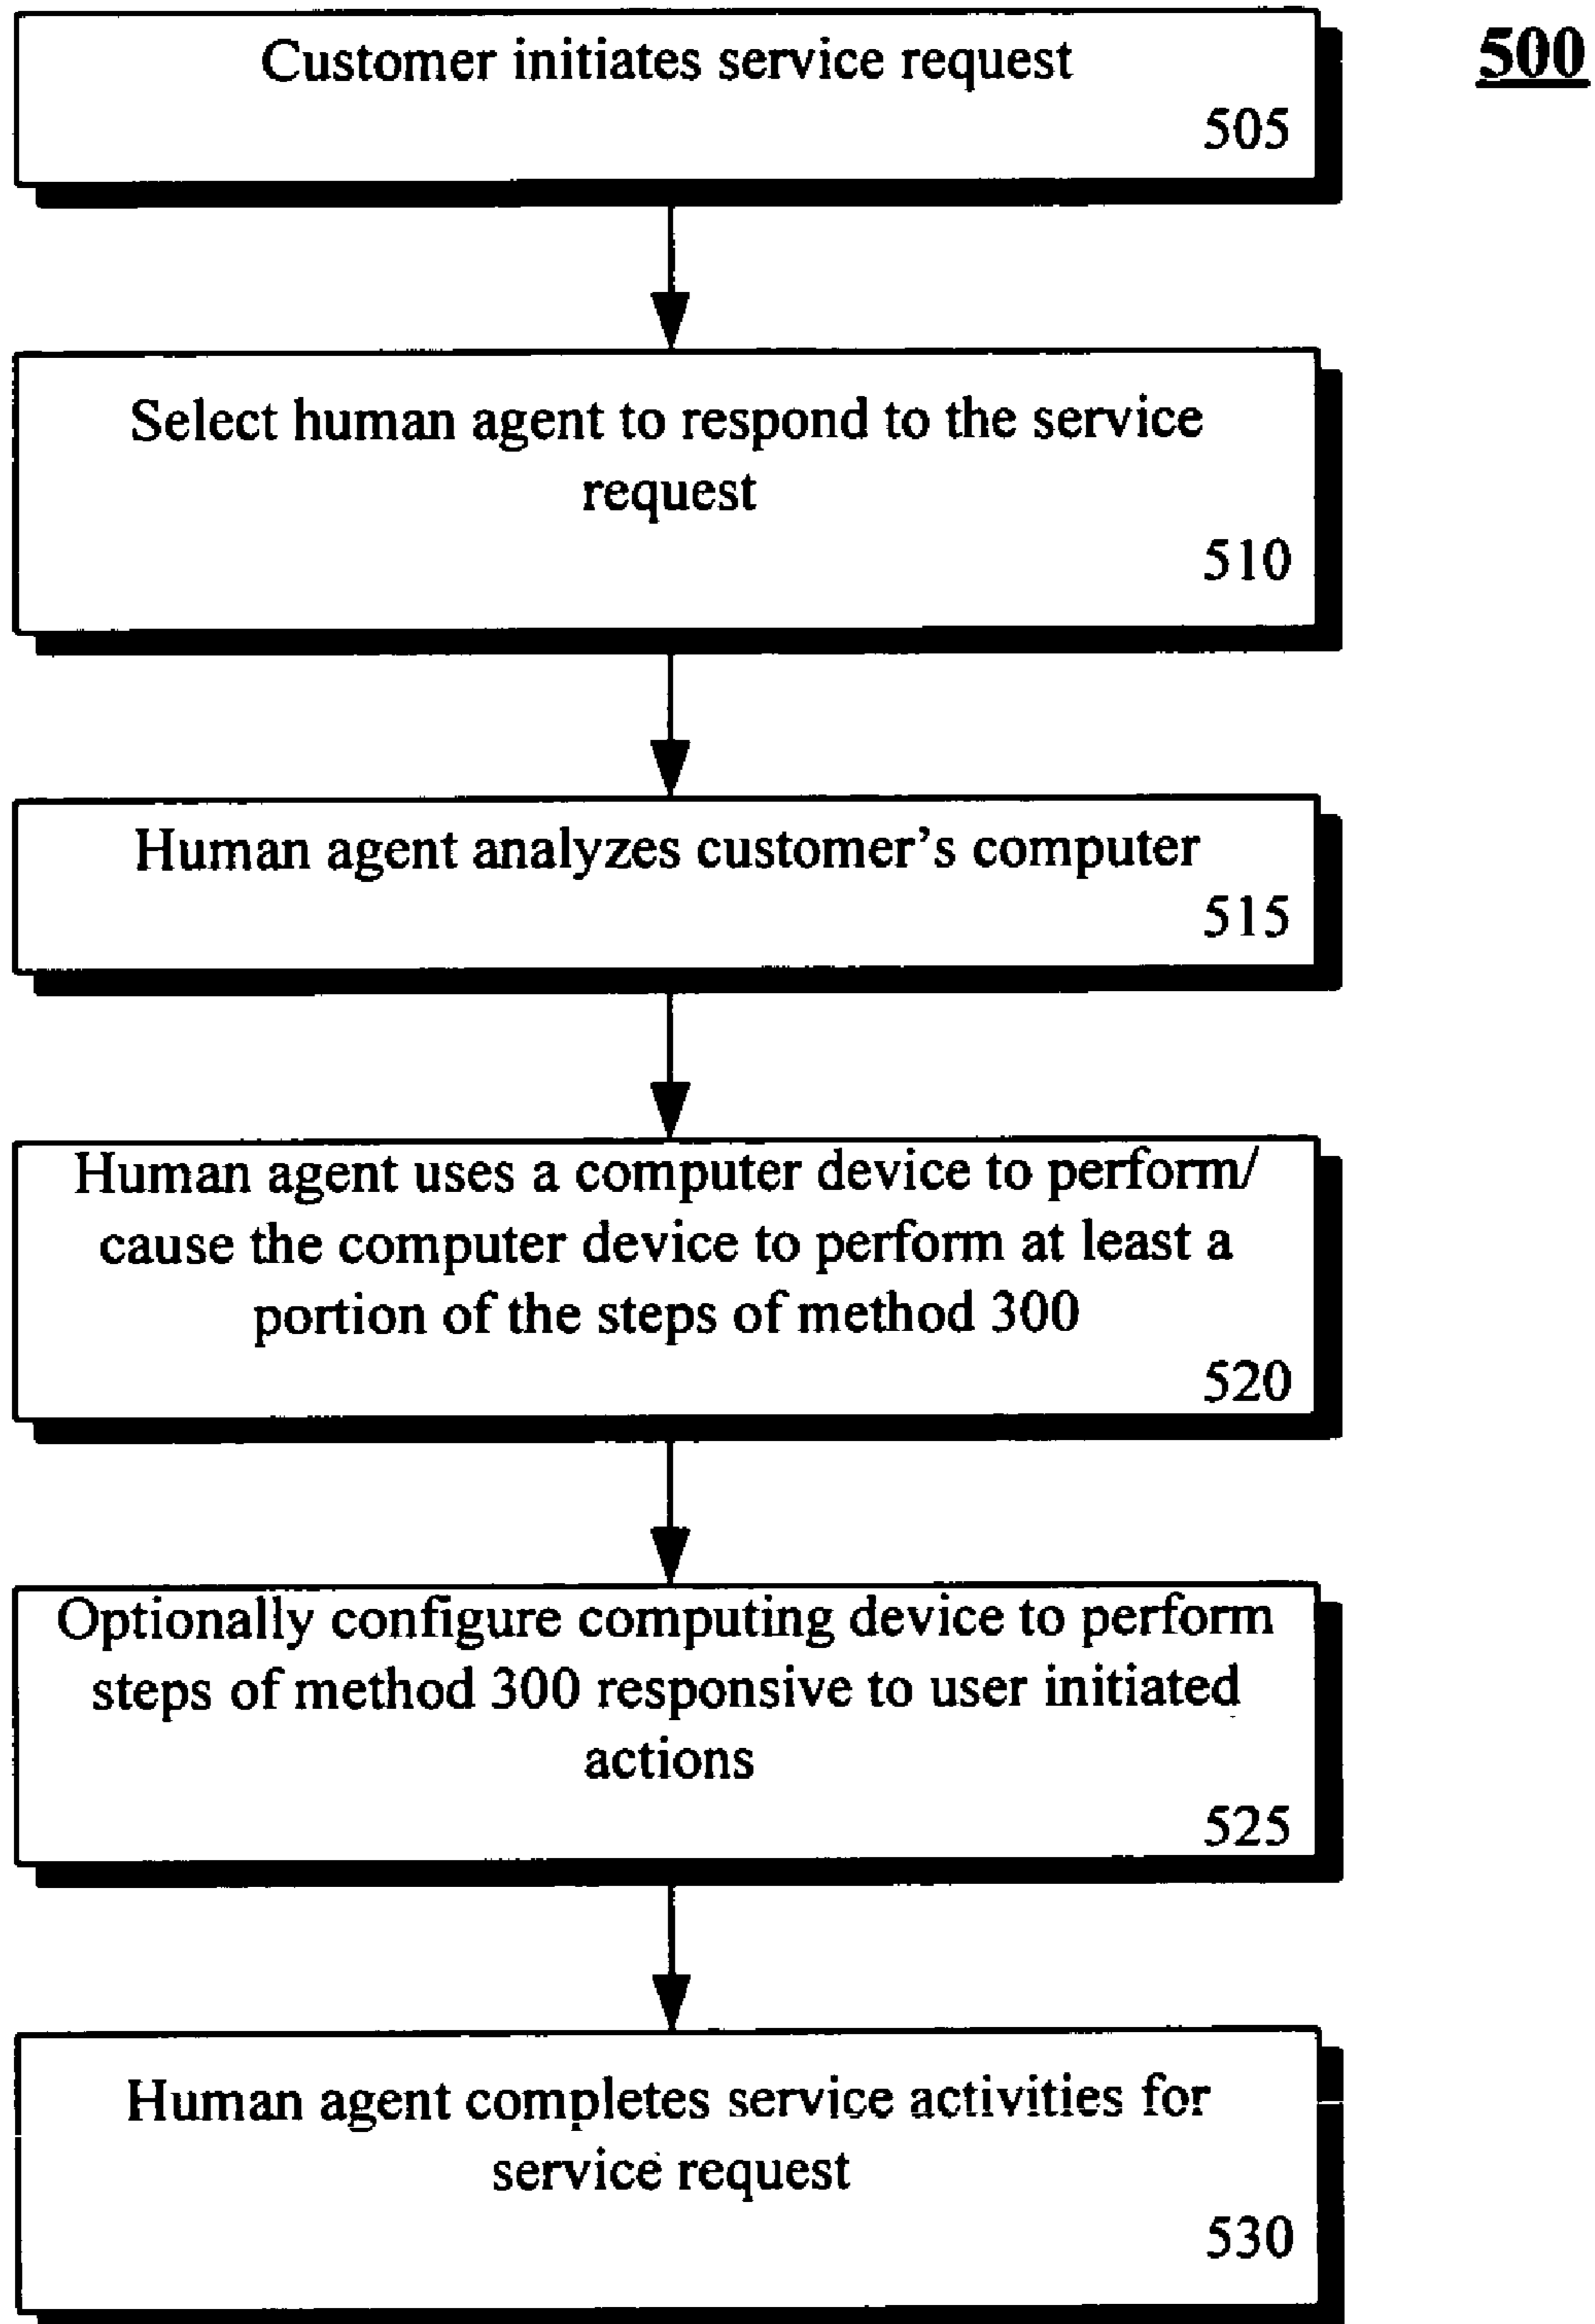 500
Customer initiates service request
505
Select human agent to respond to the service
request
510
Human agent analyzes customer's computer
515
Human agent uses a computer device to perform/
cause the computer device to perform at least a
portion of the steps of method 300
520
Optionally configure computing device to perform
steps of method 300 responsive to user initiated
actions
525
Human agent completes service activities for
service request
530